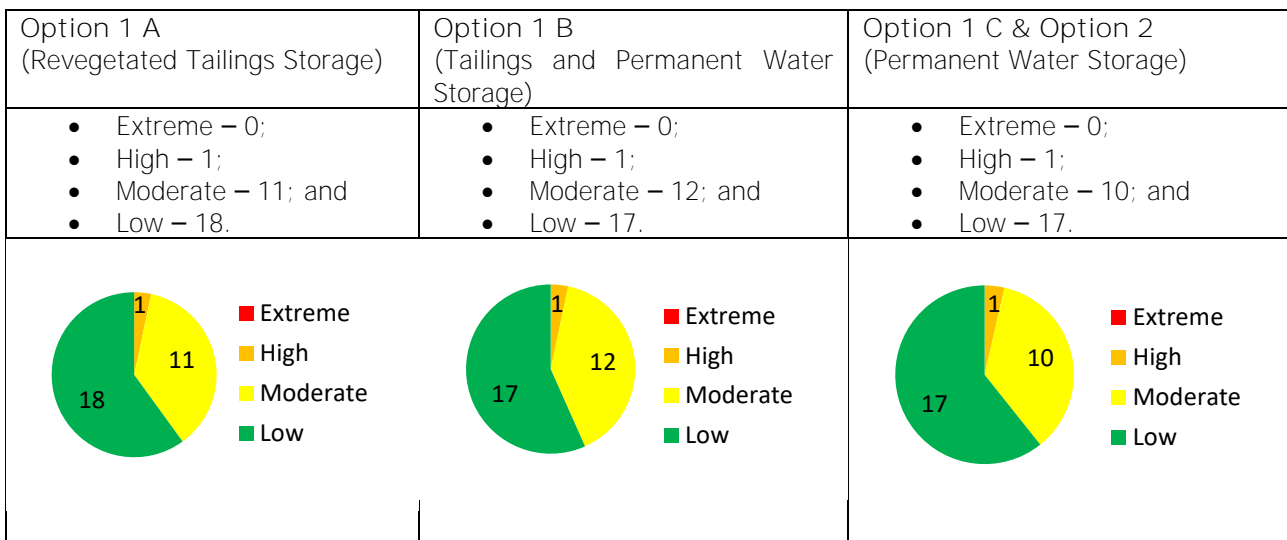 Option 1 A
(Revegetated Tailings Storage)
Option 1 B
(Tailings and Permanent Water
Storage)
Option 1 C & Option 2
(Permanent Water Storage)
• Extreme – 0;
• High – 1;
• Moderate – 11; and
• Low – 18.
• Extreme – 0;
• High – 1;
• Moderate – 12; and
• Low – 17.
• Extreme – 0;
• High – 1;
• Moderate – 10; and
• Low – 17.
1
11
18
Extreme
High
Moderate
Low
1
12
17
Extreme
High
Moderate
Low
1
10
17
Extreme
High
Moderate
Low